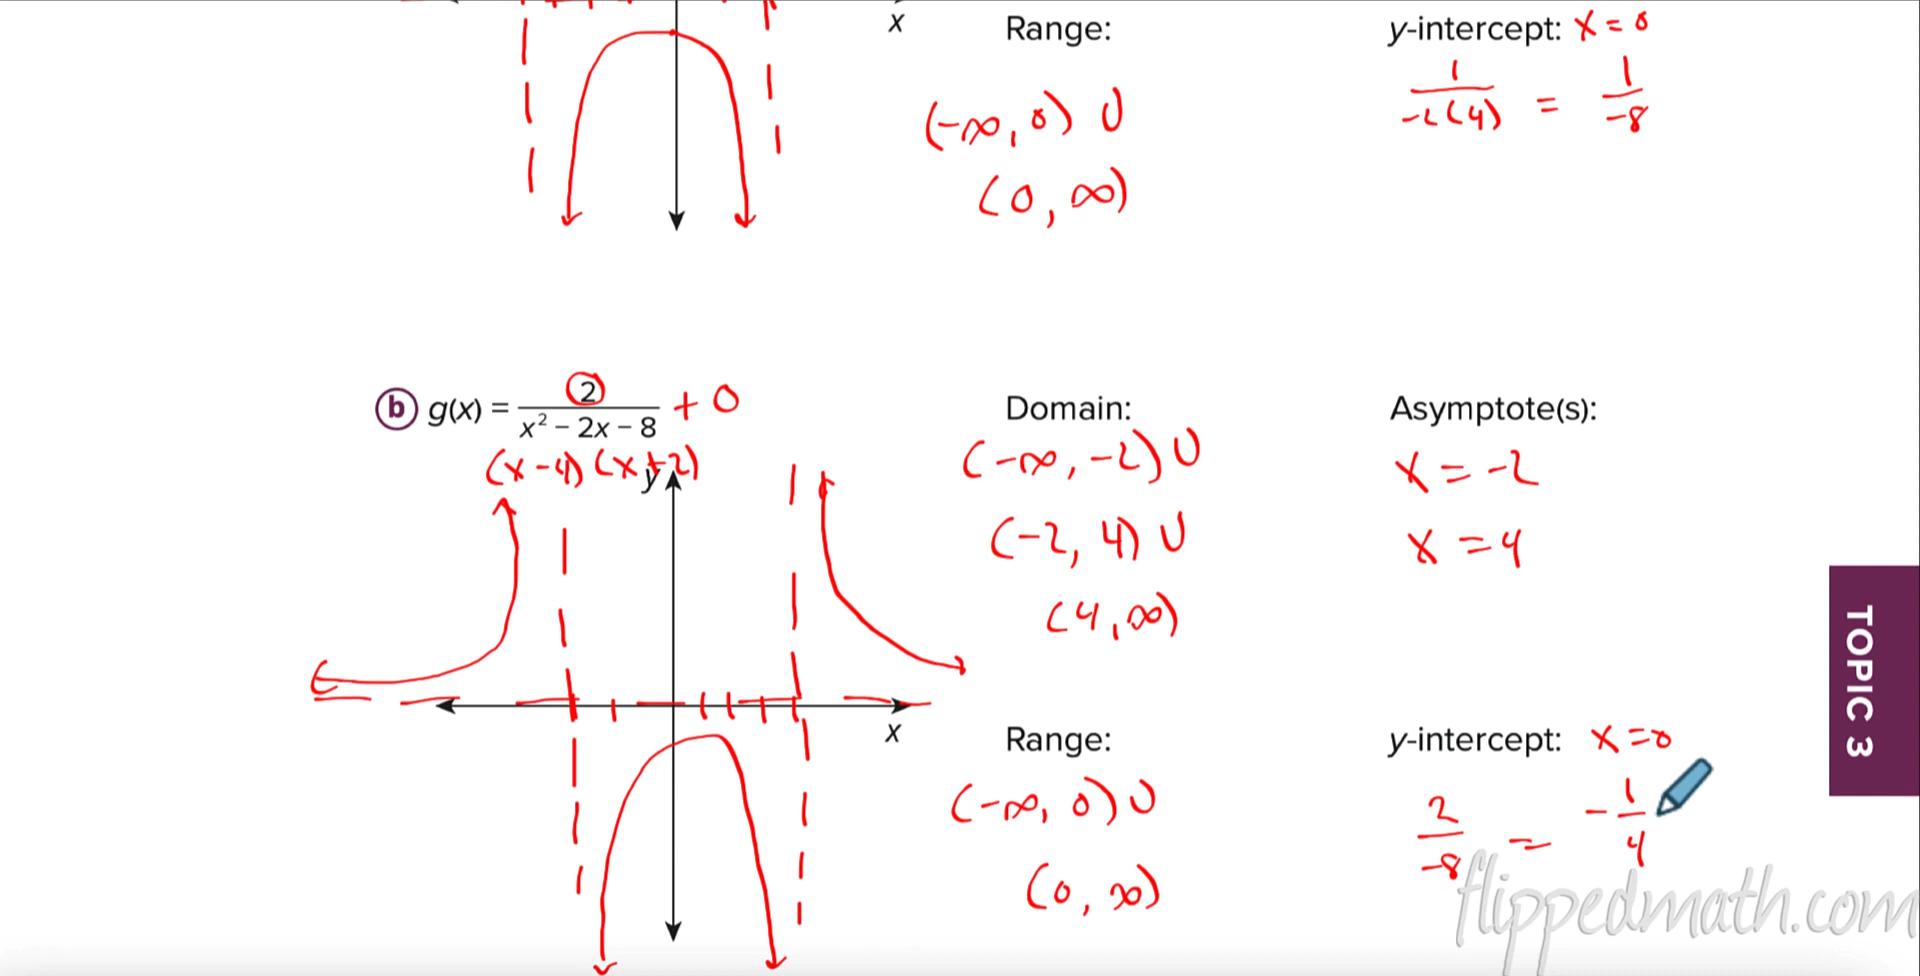 x
Range:
(-∞, 0) ∪
(0, ∞)
y-intercept: x = 0
1/-2(4) = 1/-8
b g(x) = 2/x² − 2x − 8 + 0
(x-4)(x+2)
y
x
Domain:
(-∞, -2) ∪
(-2, 4) ∪
(4, ∞)
Asymptote(s):
x = -2
x = 4
Range:
(-∞, 0) ∪
(0, ∞)
y-intercept: x = 0
2/-8 = -1/4
TOPIC 3
flippedmath.com